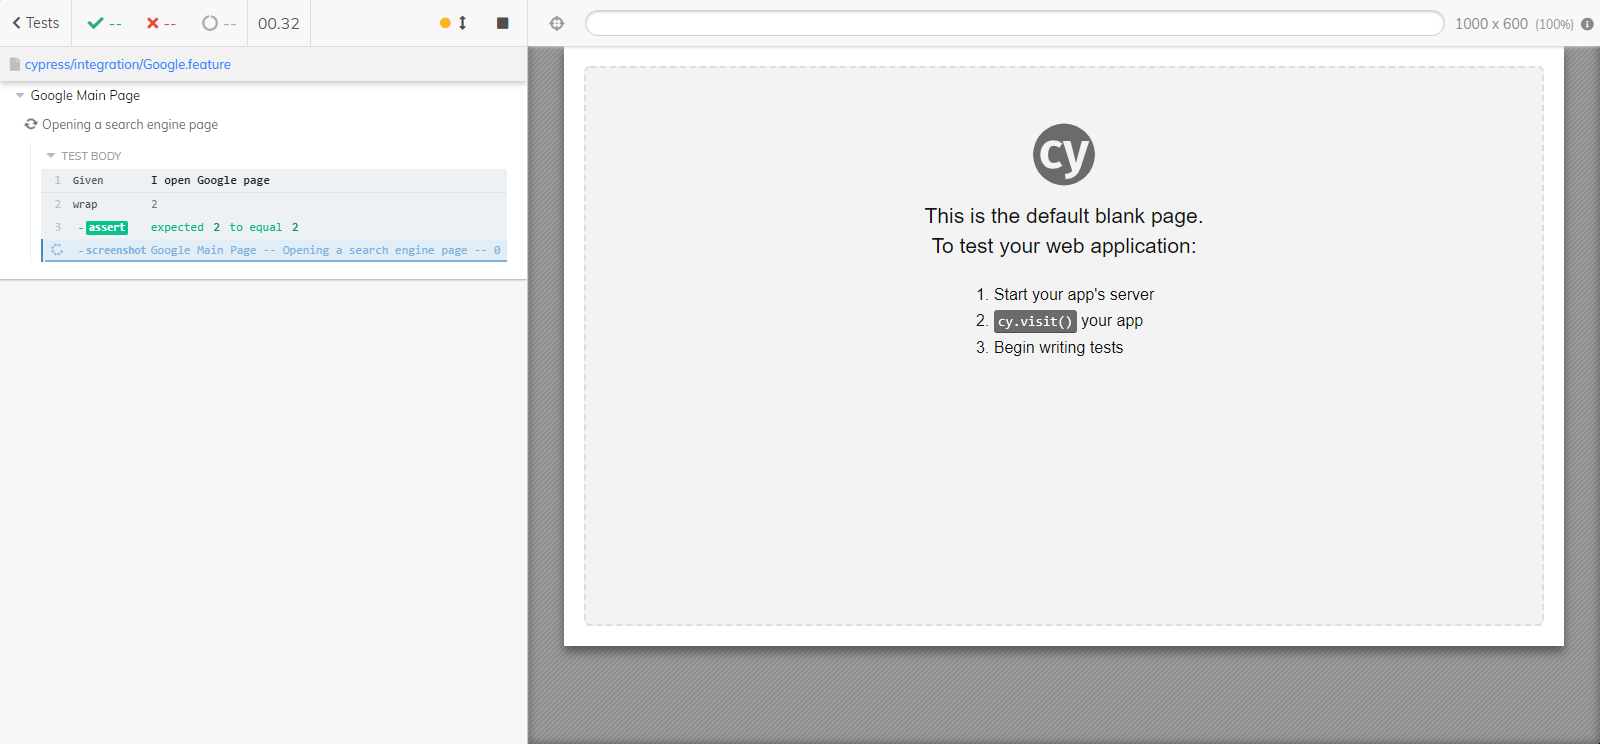 Tests -- -- -- 00.32
1000 x 600 (100%)
cypress/integration/Google.feature
Google Main Page
Opening a search engine page
TEST BODY
1 Given I open Google page
2 wrap 2
3 -assert expected 2 to equal 2
-screenshot Google Main Page -- Opening a search engine page -- 0
cy
This is the default blank page.
To test your web application:
1. Start your app's server
2. cy.visit() your app
3. Begin writing tests